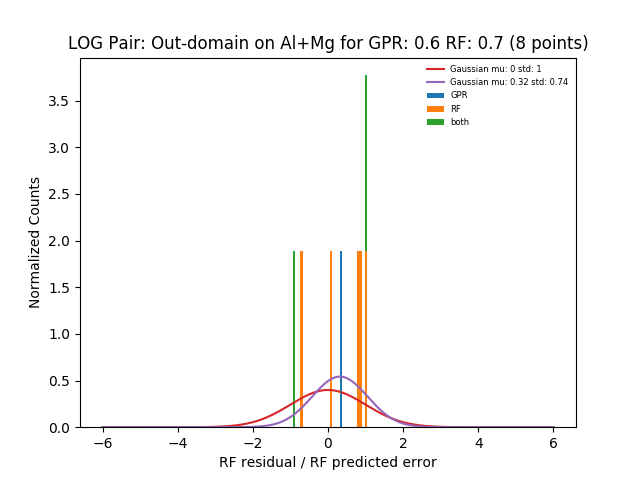 LOG Pair: Out-domain on Al+Mg for GPR: 0.6 RF: 0.7 (8 points)
Gaussian mu: 0 std: 1
Gaussian mu: 0.32 std: 0.74
GPR
RF
both
3.5
3.0
2.5
2.0
1.5
1.0
0.5
0.0
Normalized Counts
−6 −4 −2 0 2 4 6
RF residual / RF predicted error